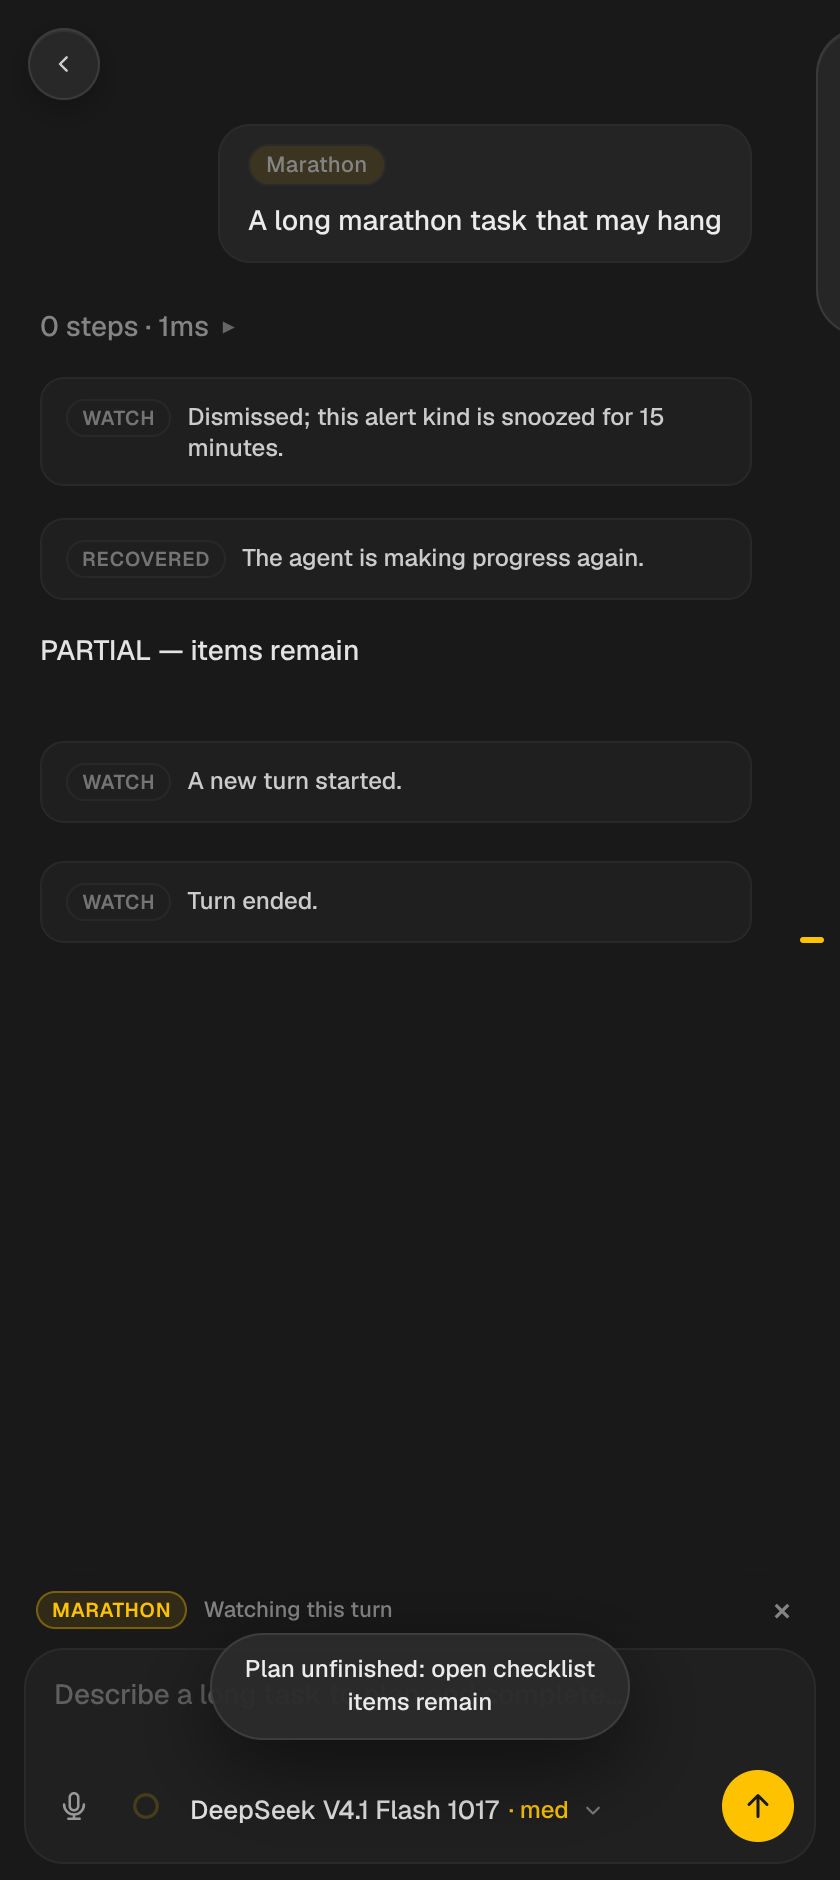 Marathon
A long marathon task that may hang
0 steps · 1ms ▸
WATCH Dismissed; this alert kind is snoozed for 15
minutes.
RECOVERED The agent is making progress again.
PARTIAL — items remain
WATCH A new turn started.
WATCH Turn ended.
MARATHON Watching this turn ×
Plan unfinished: open checklist
items remain
Describe a long task
DeepSeek V4.1 Flash 1017 · med